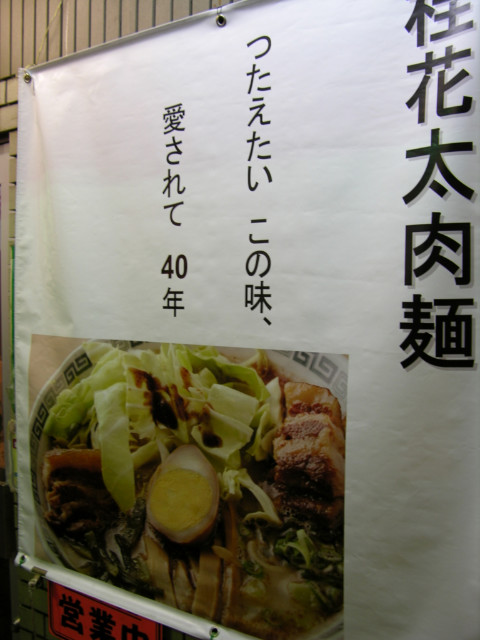 桂花太肉麺
つたえたい この味、
愛されて 40年
営業中